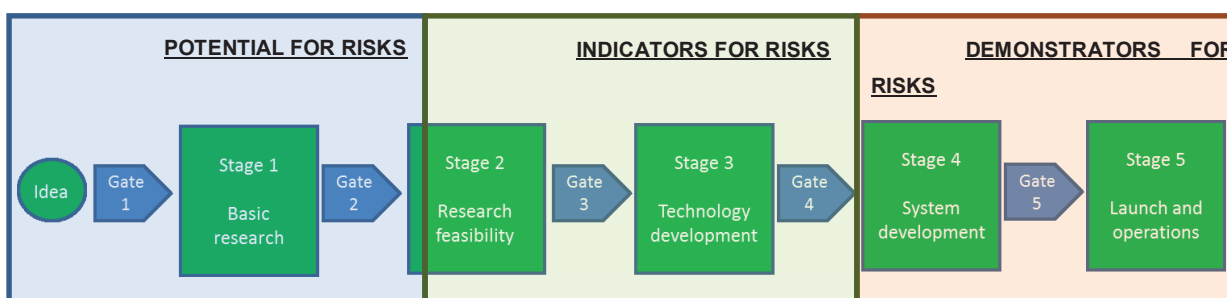 POTENTIAL FOR RISKS
INDICATORS FOR RISKS
DEMONSTRATORS FOR
RISKS
Idea
Gate
1
Stage 1
Basic
research
Gate
2
Stage 2
Research
feasibility
Gate
3
Stage 3
Technology
development
Gate
4
Stage 4
System
development
Gate
5
Stage 5
Launch and
operations